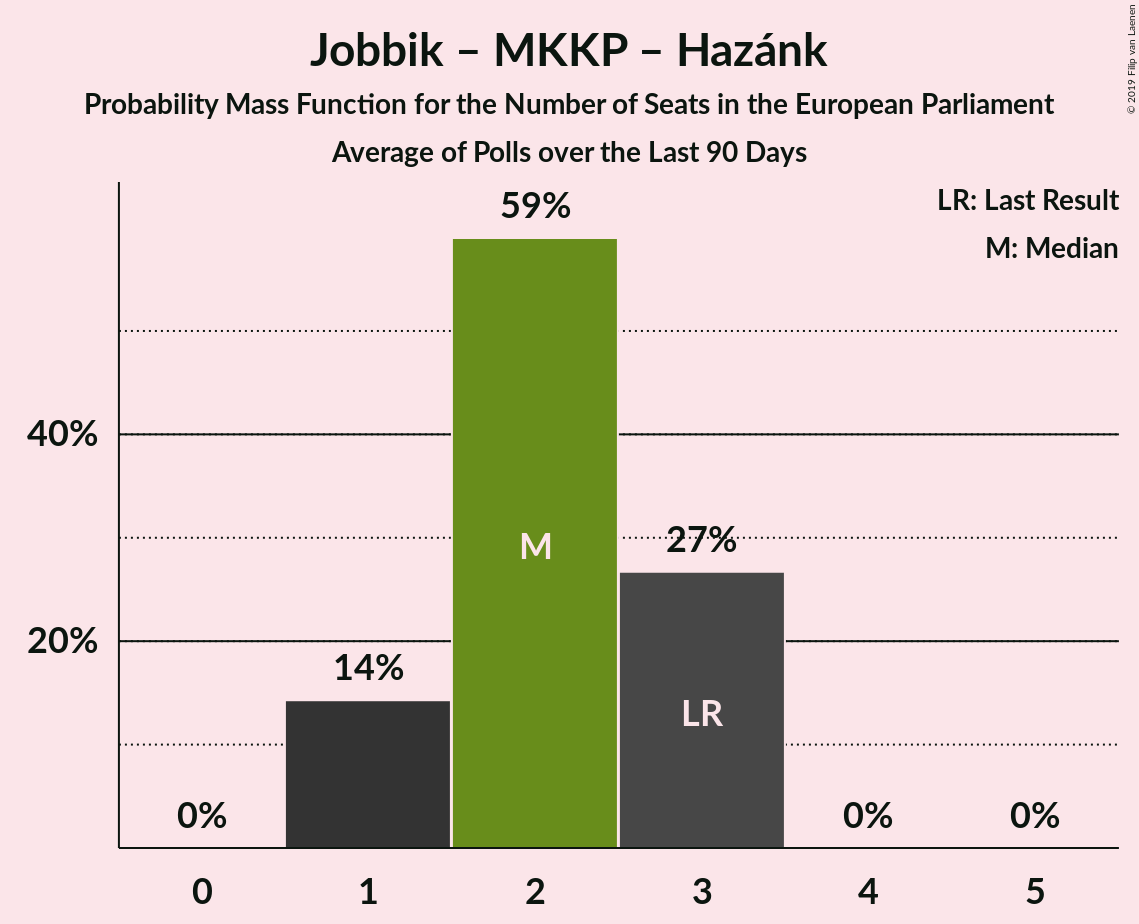 Jobbik – MKKP – Hazánk
Probability Mass Function for the Number of Seats in the European Parliament
Average of Polls over the Last 90 Days
© 2019 Filip van Laenen
LR: Last Result
M: Median
59%
40%
M
27%
20%
14%
LR
0%
0%
0%
0
1
2
3
4
5